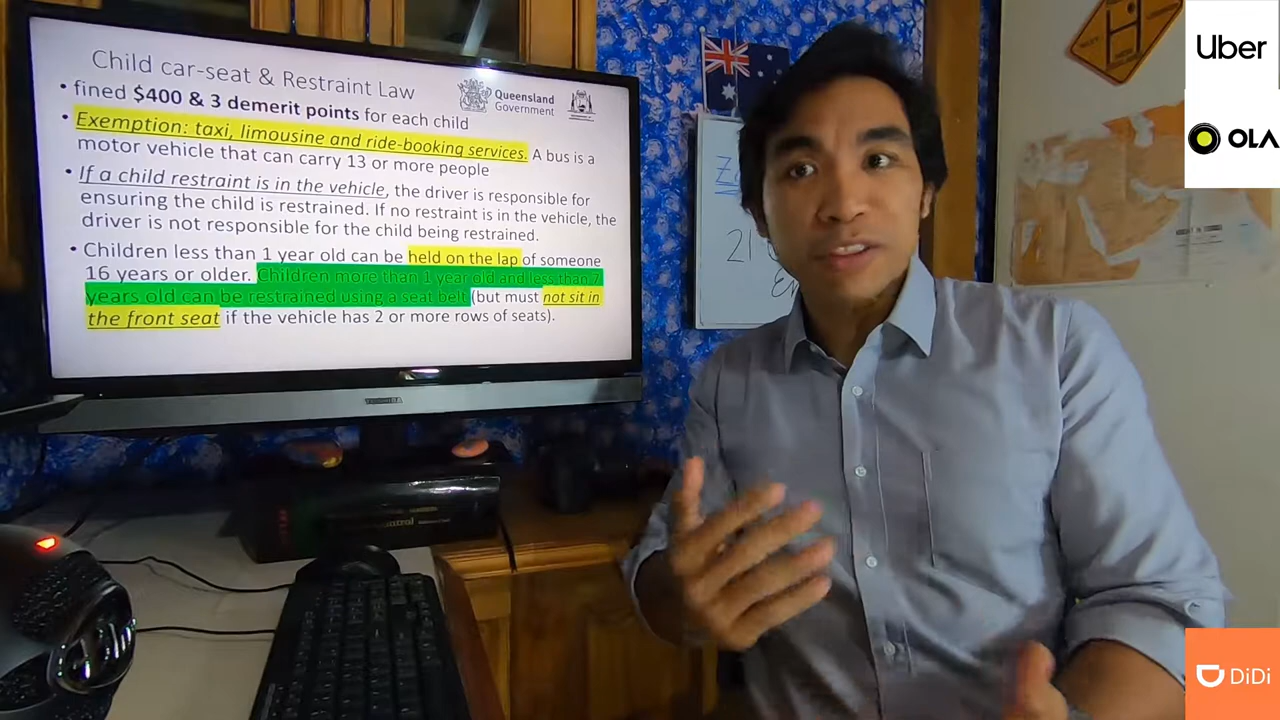 Child car-seat & Restraint Law
Queensland
Government
• fined $400 & 3 demerit points for each child
• Exemption: taxi, limousine and ride-booking services. A bus is a
motor vehicle that can carry 13 or more people
• If a child restraint is in the vehicle, the driver is responsible for
ensuring the child is restrained. If no restraint is in the vehicle, the
driver is not responsible for the child being restrained.
• Children less than 1 year old can be held on the lap of someone
16 years or older. Children more than 1 year old and less than 7
years old can be restrained using a seat belt (but must not sit in
the front seat if the vehicle has 2 or more rows of seats).
TOSHIBA
21
Uber
OLA
DiDi